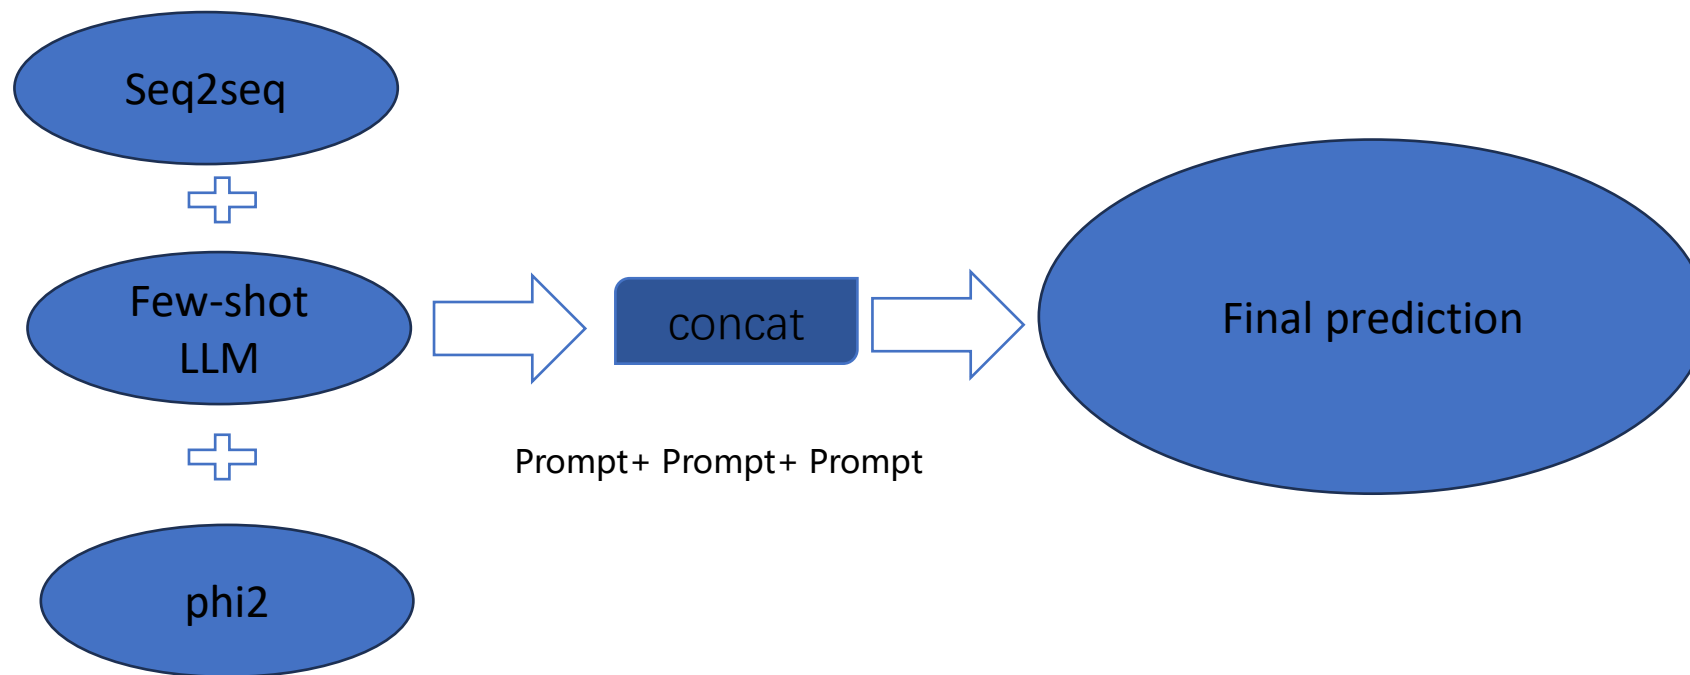 Seq2seq
Few-shot
LLM
phi2
concat
Prompt+ Prompt+ Prompt
Final prediction